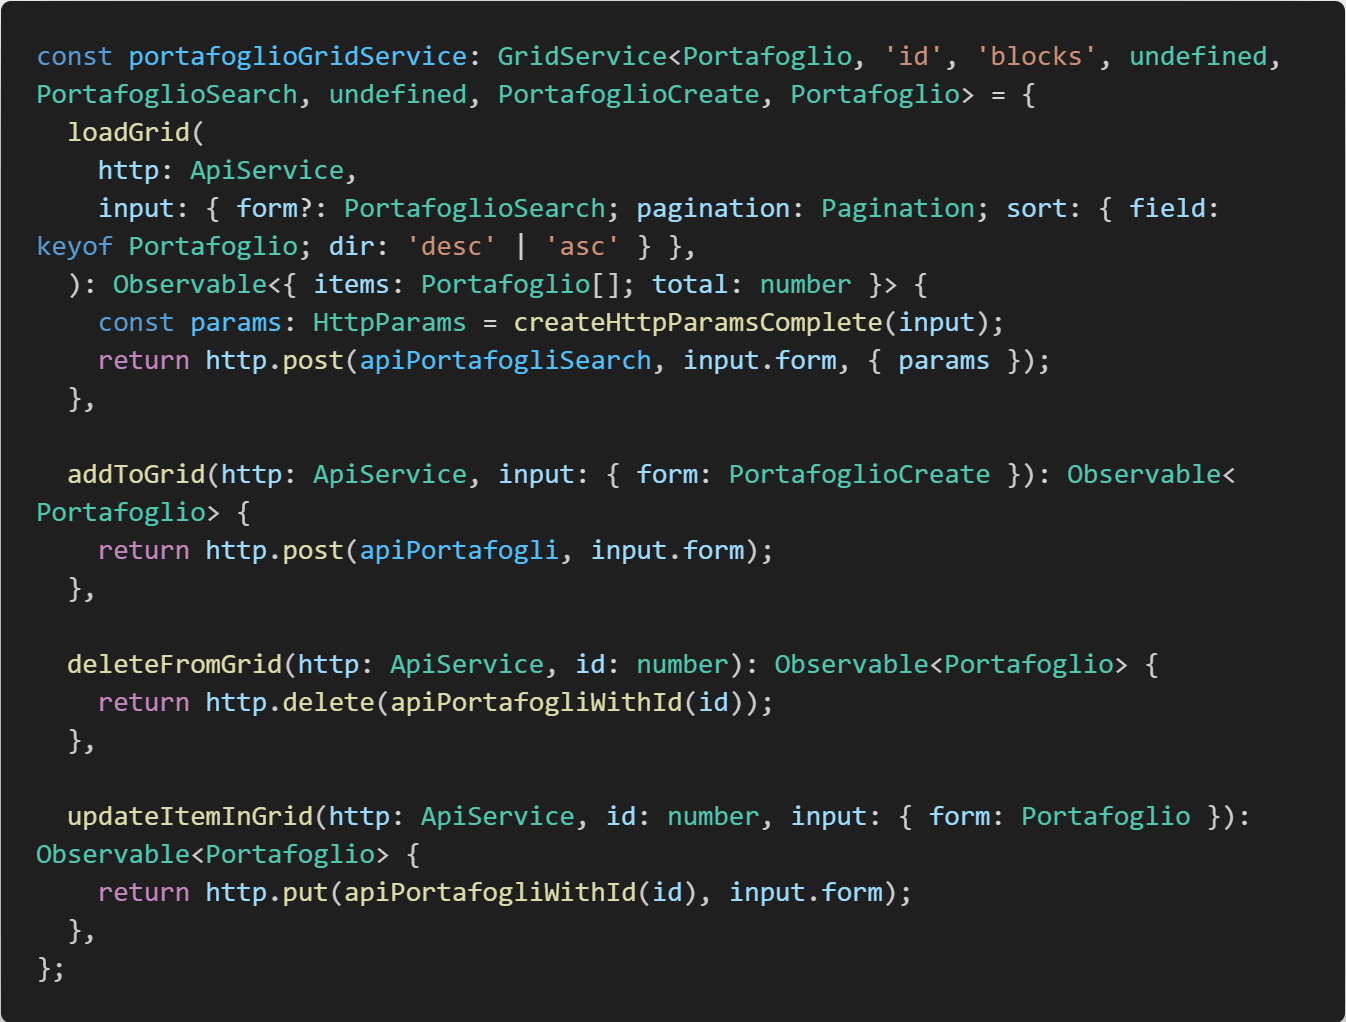 const portafoglioGridService: GridService<Portafoglio, 'id', 'blocks', undefined,
PortafoglioSearch, undefined, PortafoglioCreate, Portafoglio> = {
  loadGrid(
    http: ApiService,
    input: { form?: PortafoglioSearch; pagination: Pagination; sort: { field:
keyof Portafoglio; dir: 'desc' | 'asc' } },
  ): Observable<{ items: Portafoglio[]; total: number }> {
    const params: HttpParams = createHttpParamsComplete(input);
    return http.post(apiPortafogliSearch, input.form, { params });
  },

  addToGrid(http: ApiService, input: { form: PortafoglioCreate }): Observable<
Portafoglio> {
    return http.post(apiPortafogli, input.form);
  },

  deleteFromGrid(http: ApiService, id: number): Observable<Portafoglio> {
    return http.delete(apiPortafogliWithId(id));
  },

  updateItemInGrid(http: ApiService, id: number, input: { form: Portafoglio }):
Observable<Portafoglio> {
    return http.put(apiPortafogliWithId(id), input.form);
  },
};